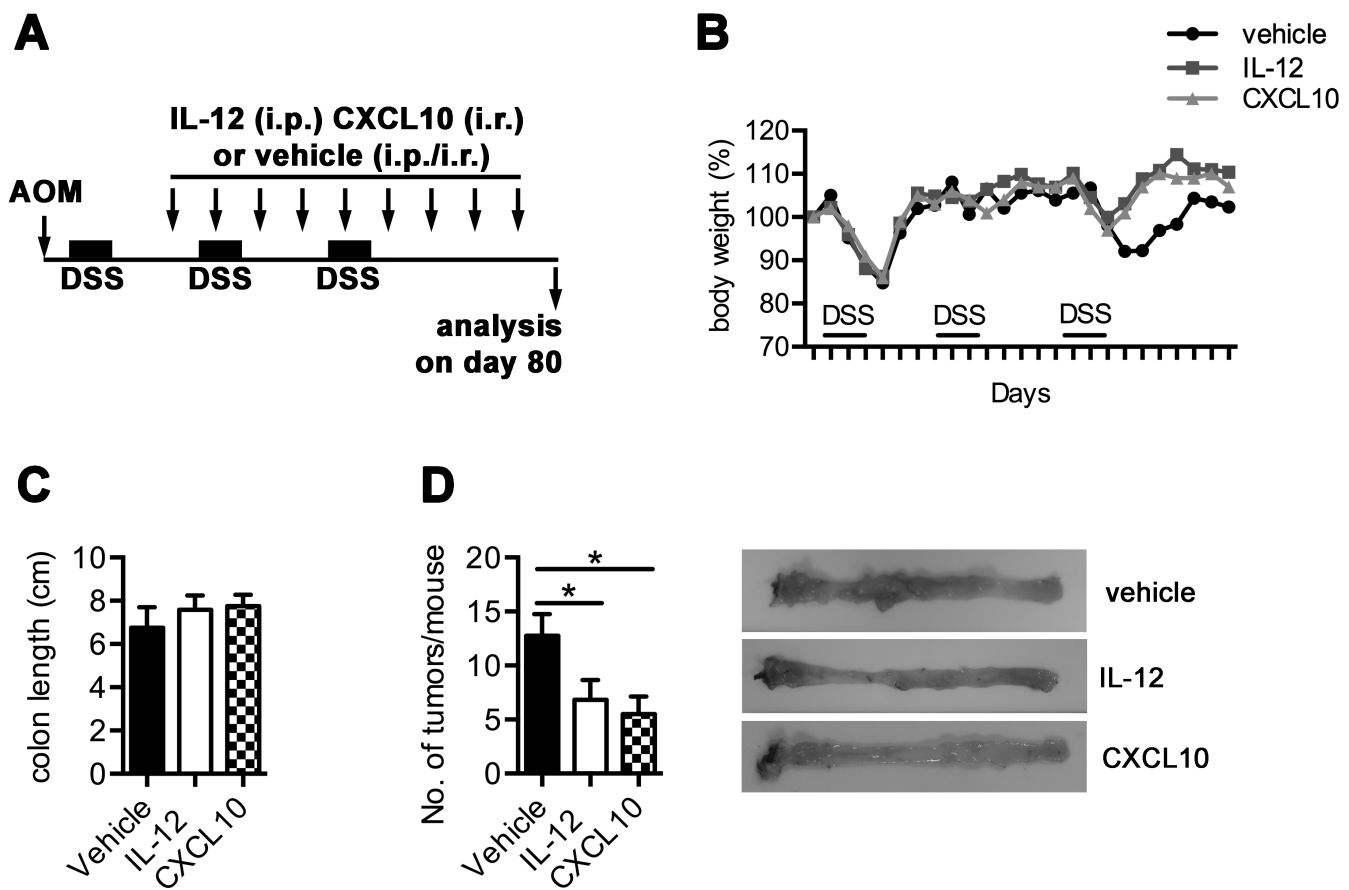 A
IL-12 (i.p.) CXCL10 (i.r.)
or vehicle (i.p./i.r.)
AOM
DSS
DSS
DSS
analysis
on day 80
B
vehicle
IL-12
CXCL10
body weight (%)
120
110
100
90
80
70
DSS
DSS
DSS
Days
C
colon length (cm)
10
8
6
4
2
0
Vehicle
IL-12
CXCL10
D
No. of tumors/mouse
20
15
10
5
0
*
*
Vehicle
IL-12
CXCL10
vehicle
IL-12
CXCL10